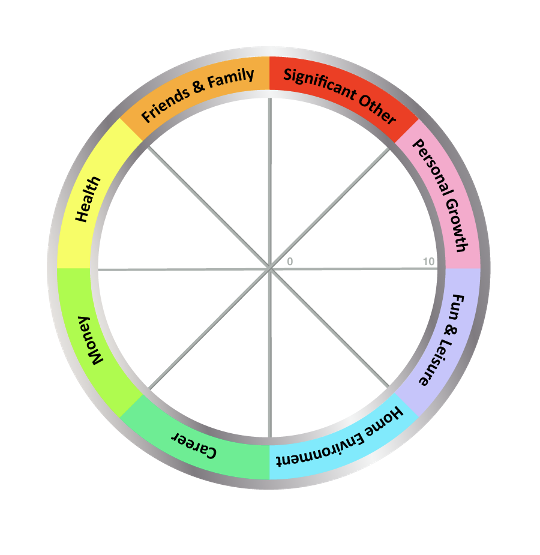 Friends & Family
Significant Other
Personal Growth
Health
0
10
Fun & Leisure
Money
Home Environment
Career